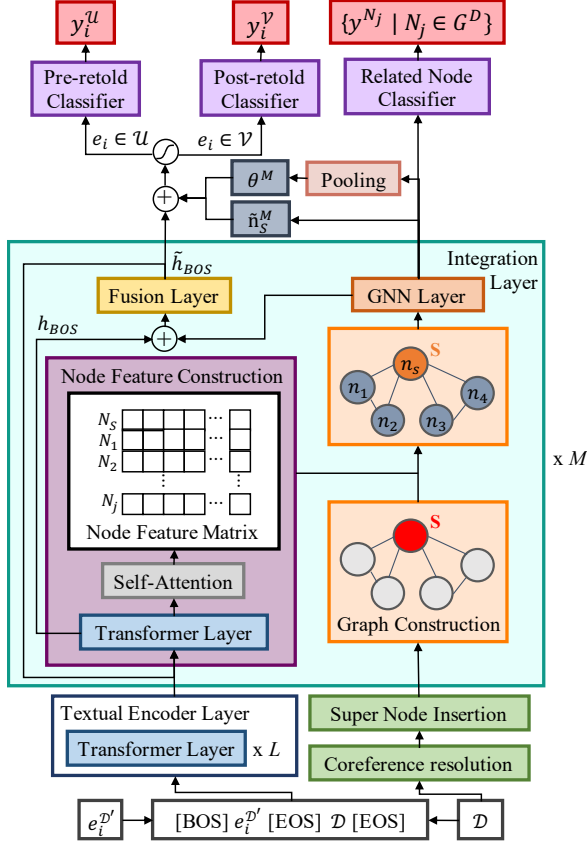 y_i^𝒰
y_i^𝒱
{y^{N_j} | N_j ∈ G^D}
Pre-retold
Classifier
Post-retold
Classifier
Related Node
Classifier
e_i ∈ 𝒰
e_i ∈ 𝒱
θ^M
Pooling
ñ_S^M
h̃_{BOS}
Integration
Layer
Fusion Layer
GNN Layer
h_{BOS}
+
+
Node Feature Construction
S
n_s
n_1
n_4
n_2
n_3
N_S
N_1
N_2
N_j
...
Node Feature Matrix
x M
S
Self-Attention
Graph Construction
Transformer Layer
Textual Encoder Layer
Transformer Layer x L
Super Node Insertion
Coreference resolution
e_i^{𝒟′}
[BOS] e_i^{𝒟′} [EOS] 𝒟 [EOS]
𝒟